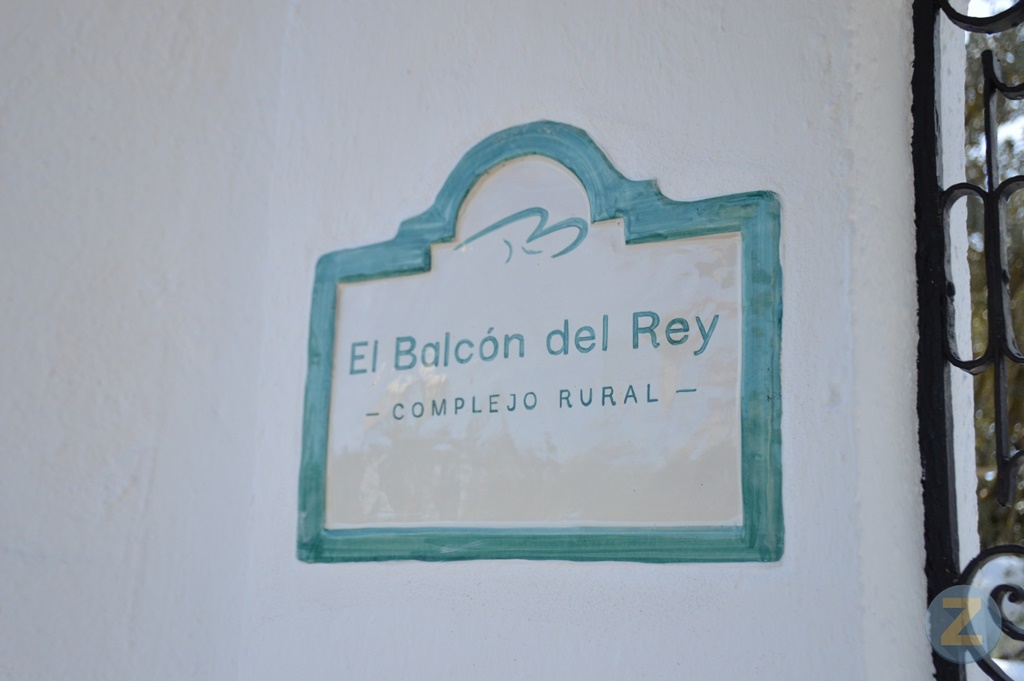 El Balcón del Rey
– COMPLEJO RURAL –
Z